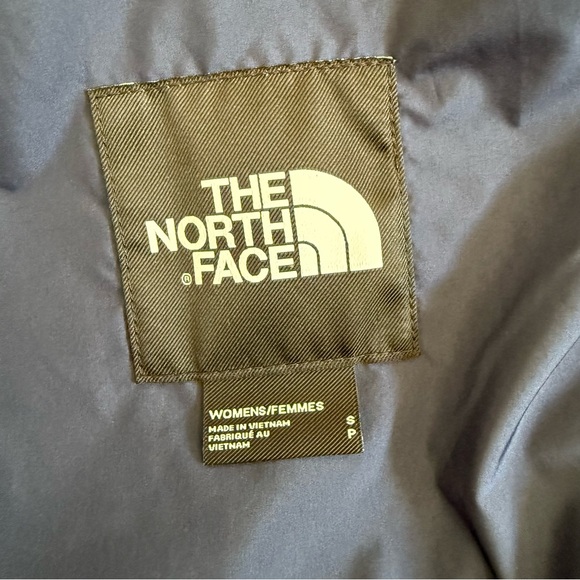 THE
NORTH
® FACE
WOMENS/FEMMES S
MADE IN VIETNAM P
FABRIQUÉ AU
VIETNAM